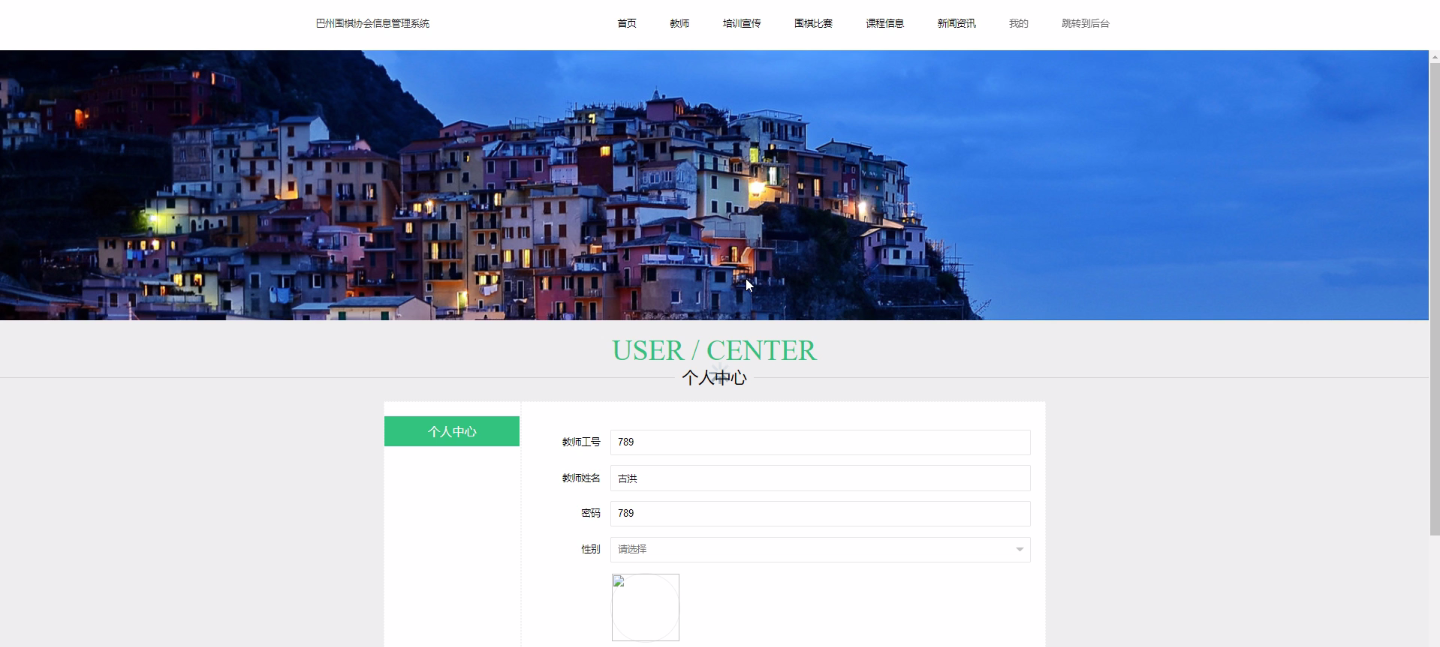 巴州围棋协会信息管理系統 首页 教师 培训宣传 围棋比赛 课程信息 新闻资讯 我的 跳转到后台
USER / CENTER
个人中心
个人中心
教师工号 789
教师姓名 古洪
密码 789
性别 请选择